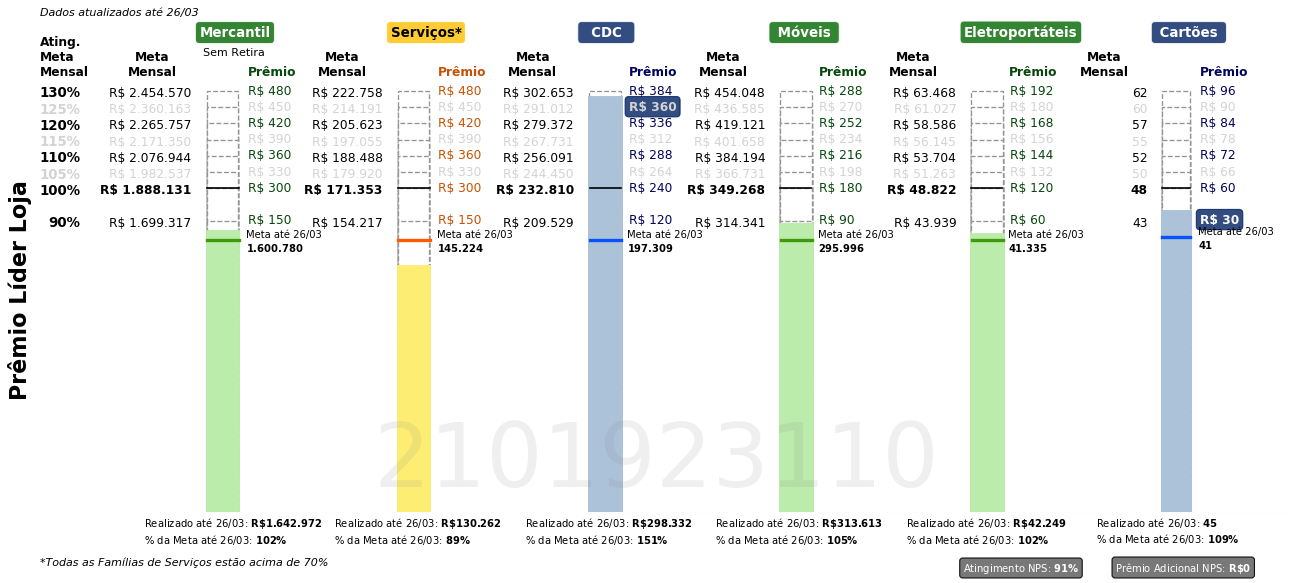 Dados atualizados até 26/03
Mercantil Serviços* CDC Móveis Eletroportáteis Cartões
Sem Retira
Ating. Meta Mensal
Meta Mensal Prêmio Meta Mensal Prêmio Meta Mensal Prêmio Meta Mensal Prêmio Meta Mensal Prêmio Meta Mensal Prêmio
130% R$ 2.454.570 R$ 480 R$ 222.758 R$ 480 R$ 302.653 R$ 384 R$ 454.048 R$ 288 R$ 63.468 R$ 192 62 R$ 96
125% R$ 2.360.163 R$ 450 R$ 214.191 R$ 450 R$ 291.012 R$ 360 R$ 436.585 R$ 270 R$ 61.027 R$ 180 60 R$ 90
120% R$ 2.265.757 R$ 420 R$ 205.623 R$ 420 R$ 279.372 R$ 336 R$ 419.121 R$ 252 R$ 58.586 R$ 168 57 R$ 84
115% R$ 2.171.350 R$ 390 R$ 197.055 R$ 390 R$ 267.731 R$ 312 R$ 401.658 R$ 234 R$ 56.145 R$ 156 55 R$ 78
110% R$ 2.076.944 R$ 360 R$ 188.488 R$ 360 R$ 256.091 R$ 288 R$ 384.194 R$ 216 R$ 53.704 R$ 144 52 R$ 72
105% R$ 1.982.537 R$ 330 R$ 179.920 R$ 330 R$ 244.450 R$ 264 R$ 366.731 R$ 198 R$ 51.263 R$ 132 50 R$ 66
100% R$ 1.888.131 R$ 300 R$ 171.353 R$ 300 R$ 232.810 R$ 240 R$ 349.268 R$ 180 R$ 48.822 R$ 120 48 R$ 60
90% R$ 1.699.317 R$ 150 R$ 154.217 R$ 150 R$ 209.529 R$ 120 R$ 314.341 R$ 90 R$ 43.939 R$ 60 43 R$ 30
Meta até 26/03 Meta até 26/03 Meta até 26/03 Meta até 26/03 Meta até 26/03 Meta até 26/03
1.600.780 145.224 197.309 295.996 41.335 41
Prêmio Líder Loja
2101923110
Realizado até 26/03: R$1.642.972 Realizado até 26/03: R$130.262 Realizado até 26/03: R$298.332 Realizado até 26/03: R$313.613 Realizado até 26/03: R$42.249 Realizado até 26/03: 45
% da Meta até 26/03: 102% % da Meta até 26/03: 89% % da Meta até 26/03: 151% % da Meta até 26/03: 105% % da Meta até 26/03: 102% % da Meta até 26/03: 109%
*Todas as Famílias de Serviços estão acima de 70%
Atingimento NPS: 91% Prêmio Adicional NPS: R$0